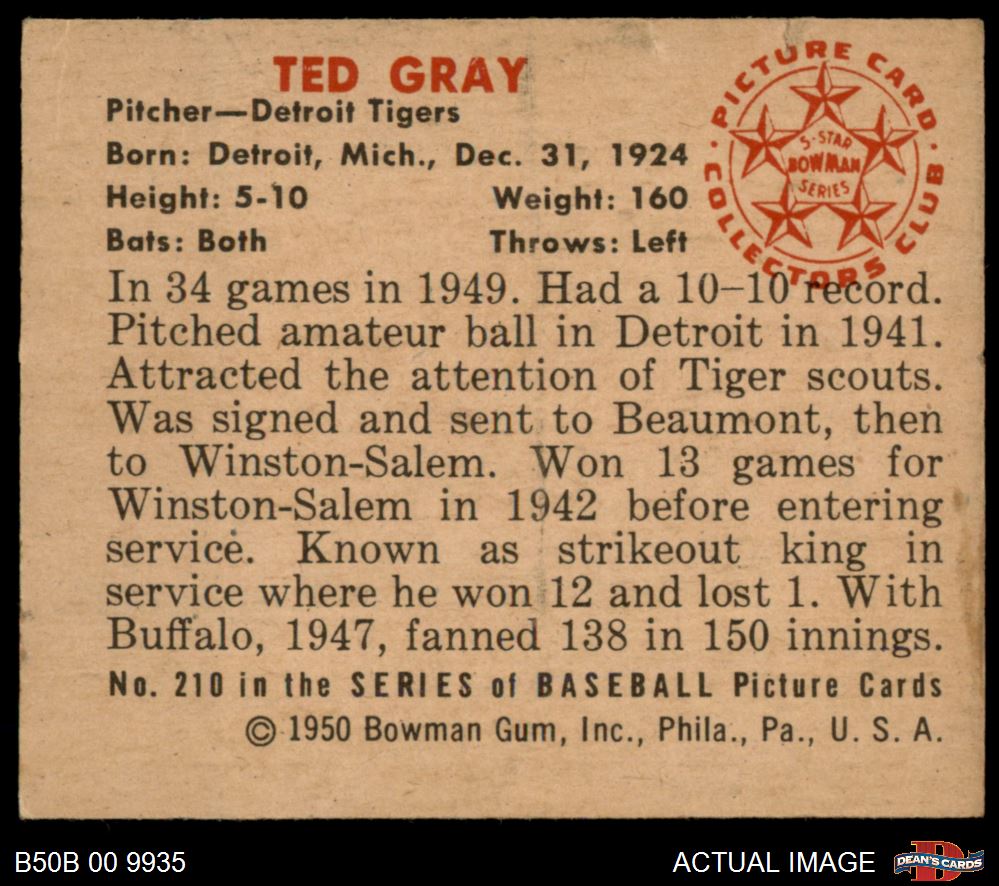 TED GRAY
Pitcher—Detroit Tigers
Born: Detroit, Mich., Dec. 31, 1924
Height: 5-10 Weight: 160
Bats: Both Throws: Left
PICTURE CARD
COLLECTORS CLUB
5-STAR
BOWMAN
SERIES
In 34 games in 1949. Had a 10–10 record.
Pitched amateur ball in Detroit in 1941.
Attracted the attention of Tiger scouts.
Was signed and sent to Beaumont, then
to Winston-Salem. Won 13 games for
Winston-Salem in 1942 before entering
service. Known as strikeout king in
service where he won 12 and lost 1. With
Buffalo, 1947, fanned 138 in 150 innings.
No. 210 in the SERIES of BASEBALL Picture Cards
© 1950 Bowman Gum, Inc., Phila., Pa., U. S. A.
B50B 00 9935 ACTUAL IMAGE
DEAN'S CARDS